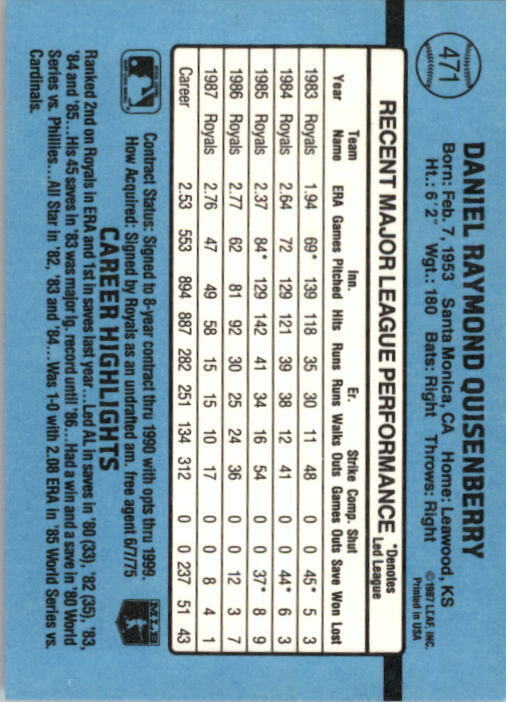 471
DANIEL RAYMOND QUISENBERRY
Born: Feb. 7, 1953 Santa Monica, CA Home: Leawood, KS
Ht.: 6'2" Wgt.: 180 Bats: Right Throws: Right
©1987 LEAF, INC.
Printed in USA
RECENT MAJOR LEAGUE PERFORMANCE *Denotes
Led League
Team Inn. Er. Strike Comp. Shut
Year Name ERA Games Pitched Hits Runs Runs Walks Outs Games Outs Save Won Lost
1983 Royals 1.94 69* 139 118 35 30 11 48 0 0 45* 5 3
1984 Royals 2.64 72 129 121 39 38 12 41 0 0 44* 6 3
1985 Royals 2.37 84* 129 142 41 34 16 54 0 0 37* 8 9
1986 Royals 2.77 62 81 92 30 25 24 36 0 0 12 3 7
1987 Royals 2.76 47 49 58 15 15 10 17 0 0 8 4 1
Career 2.53 553 894 887 282 251 134 312 0 0 237 51 43
Contract Status: Signed to 8-year contract thru 1990 with opts thru 1999.
How Acquired: Signed by Royals as an undrafted am. free agent 6/7/75
MLB
CAREER HIGHLIGHTS
Ranked 2nd on Royals in ERA and 1st in saves last year...Led AL in saves in '80 (33), '82 (35), '83,
'84 and '85...His 45 saves in '83 was major lg. record until '86...Had a win and a save in '80 World
Series vs. Phillies...All Star in '82, '83 and '84...Was 1-0 with 2.08 ERA in '85 World Series vs.
Cardinals.